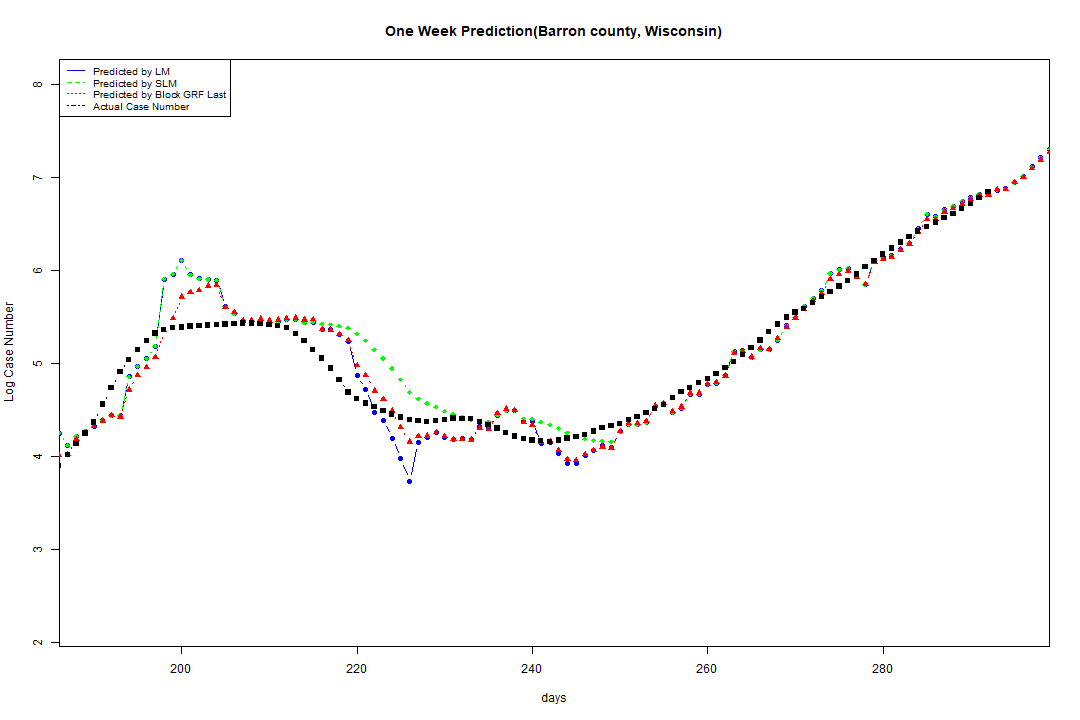 One Week Prediction(Barron county, Wisconsin)
Predicted by LM
Predicted by SLM
Predicted by Block GRF Last
Actual Case Number
8
7
6
5
4
3
2
Log Case Number
200 220 240 260 280
days